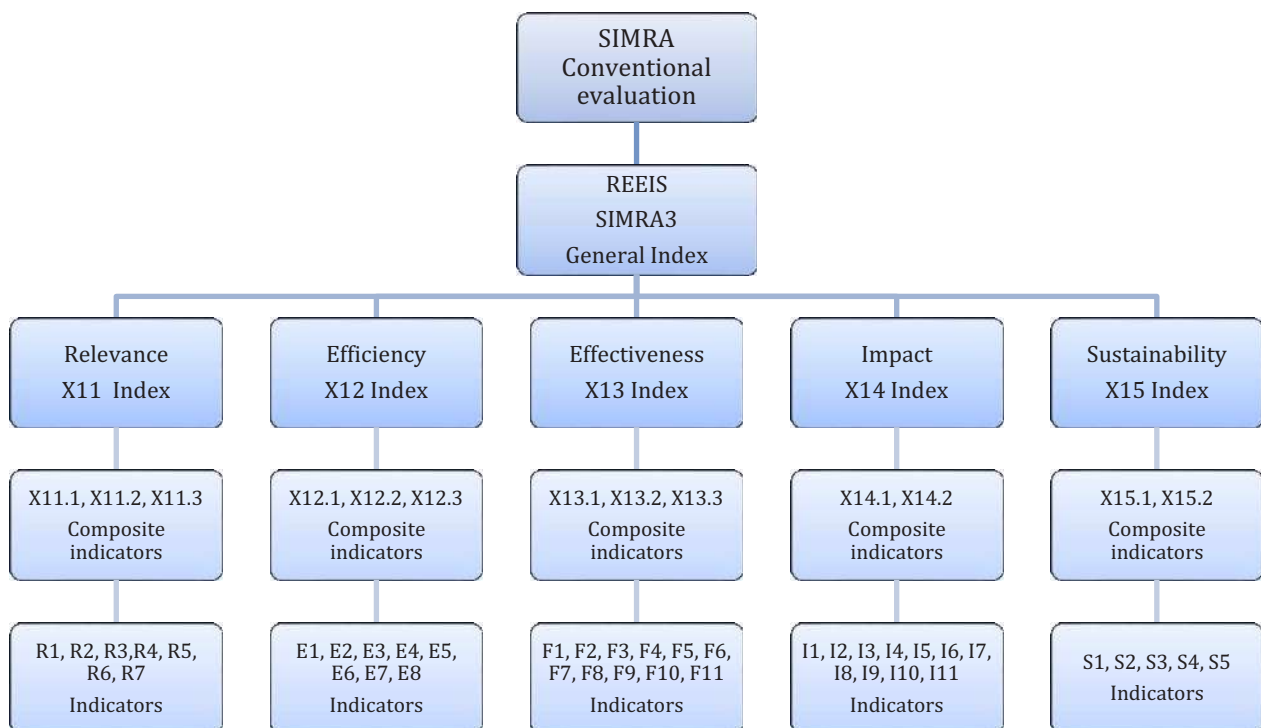 SIMRA
Conventional
evaluation
REEIS
SIMRA3
General Index
Relevance
X11 Index
Efficiency
X12 Index
Effectiveness
X13 Index
Impact
X14 Index
Sustainability
X15 Index
X11.1, X11.2, X11.3
Composite
indicators
X12.1, X12.2, X12.3
Composite
indicators
X13.1, X13.2, X13.3
Composite
indicators
X14.1, X14.2
Composite
indicators
X15.1, X15.2
Composite
indicators
R1, R2, R3,R4, R5,
R6, R7
Indicators
E1, E2, E3, E4, E5,
E6, E7, E8
Indicators
F1, F2, F3, F4, F5, F6,
F7, F8, F9, F10, F11
Indicators
I1, I2, I3, I4, I5, I6, I7,
I8, I9, I10, I11
Indicators
S1, S2, S3, S4, S5
Indicators